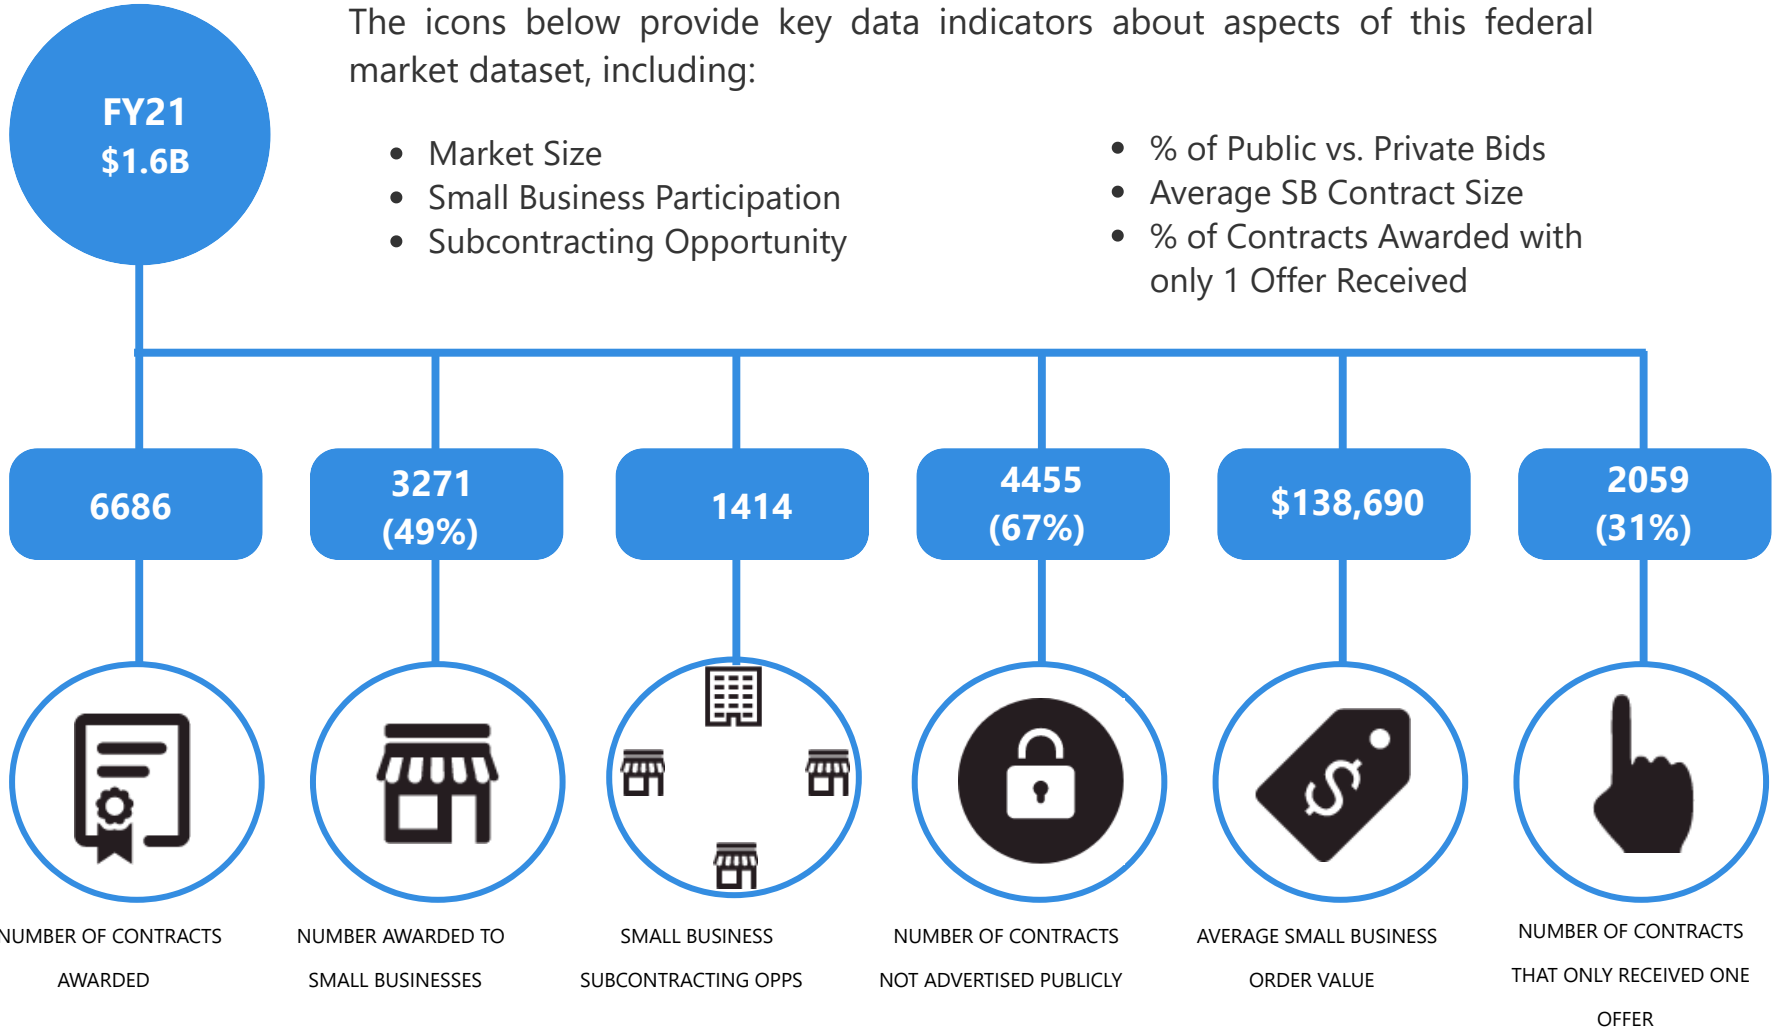 The icons below provide key data indicators about aspects of this federal
market dataset, including:
FY21
$1.6B
• Market Size
• Small Business Participation
• Subcontracting Opportunity
• % of Public vs. Private Bids
• Average SB Contract Size
• % of Contracts Awarded with
only 1 Offer Received
6686
3271
(49%)
1414
4455
(67%)
$138,690
2059
(31%)
NUMBER OF CONTRACTS
AWARDED
NUMBER AWARDED TO
SMALL BUSINESSES
SMALL BUSINESS
SUBCONTRACTING OPPS
NUMBER OF CONTRACTS
NOT ADVERTISED PUBLICLY
AVERAGE SMALL BUSINESS
ORDER VALUE
NUMBER OF CONTRACTS
THAT ONLY RECEIVED ONE
OFFER